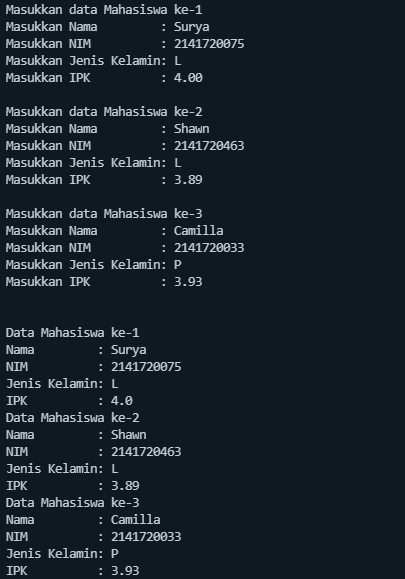 Masukkan data Mahasiswa ke-1
Masukkan Nama         : Surya
Masukkan NIM          : 2141720075
Masukkan Jenis Kelamin: L
Masukkan IPK          : 4.00

Masukkan data Mahasiswa ke-2
Masukkan Nama         : Shawn
Masukkan NIM          : 2141720463
Masukkan Jenis Kelamin: L
Masukkan IPK          : 3.89

Masukkan data Mahasiswa ke-3
Masukkan Nama         : Camilla
Masukkan NIM          : 2141720033
Masukkan Jenis Kelamin: P
Masukkan IPK          : 3.93


Data Mahasiswa ke-1
Nama         : Surya
NIM          : 2141720075
Jenis Kelamin: L
IPK          : 4.0
Data Mahasiswa ke-2
Nama         : Shawn
NIM          : 2141720463
Jenis Kelamin: L
IPK          : 3.89
Data Mahasiswa ke-3
Nama         : Camilla
NIM          : 2141720033
Jenis Kelamin: P
IPK          : 3.93